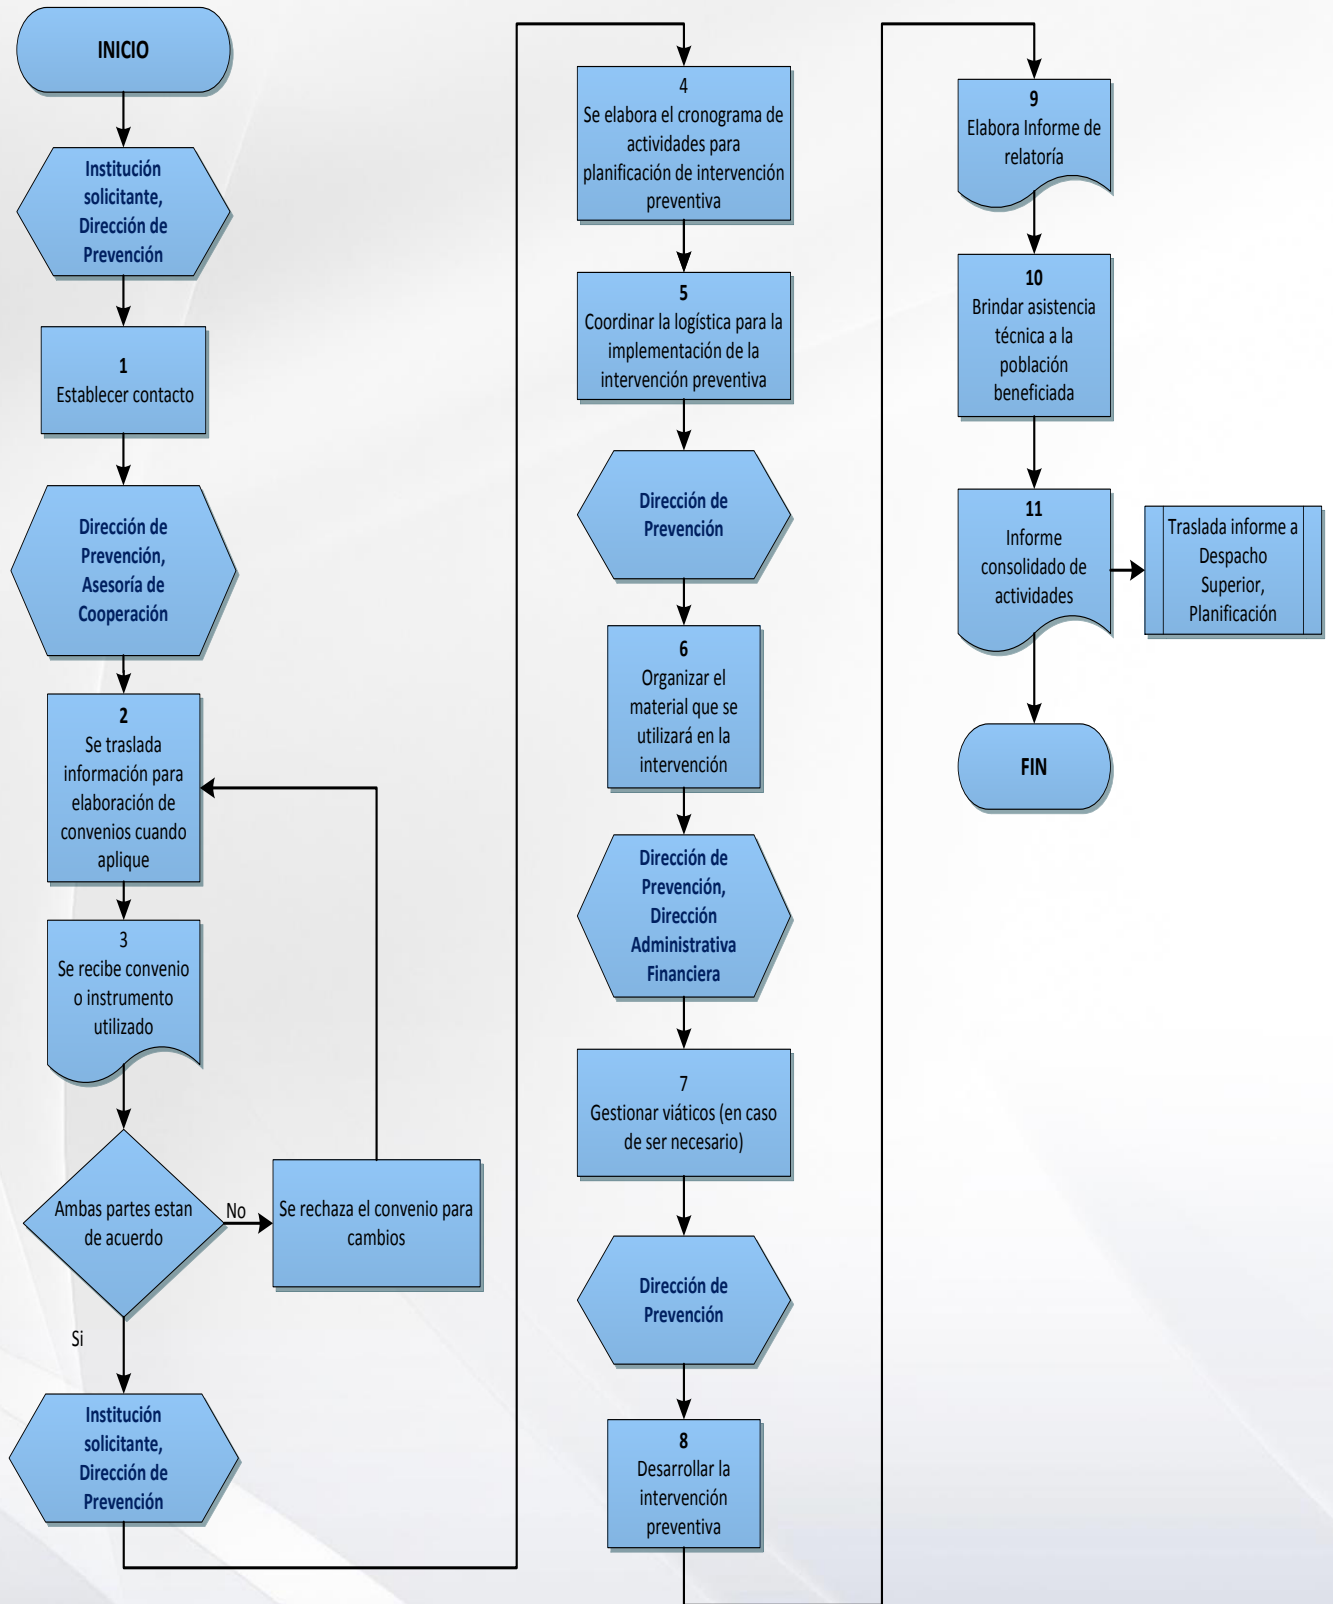 INICIO
Institución
solicitante,
Dirección de
Prevención
1
Establecer contacto
Dirección de
Prevención,
Asesoría de
Cooperación
2
Se traslada
información para
elaboración de
convenios cuando
aplique
3
Se recibe convenio
o instrumento
utilizado
Ambas partes estan
de acuerdo
No
Se rechaza el convenio para
cambios
Si
Institución
solicitante,
Dirección de
Prevención
4
Se elabora el cronograma de
actividades para
planificación de intervención
preventiva
5
Coordinar la logística para la
implementación de la
intervención preventiva
Dirección de
Prevención
6
Organizar el
material que se
utilizará en la
intervención
Dirección de
Prevención,
Dirección
Administrativa
Financiera
7
Gestionar viáticos (en caso
de ser necesario)
Dirección de
Prevención
8
Desarrollar la
intervención
preventiva
9
Elabora Informe de
relatoría
10
Brindar asistencia
técnica a la
población
beneficiada
11
Informe
consolidado de
actividades
Traslada informe a
Despacho
Superior,
Planificación
FIN